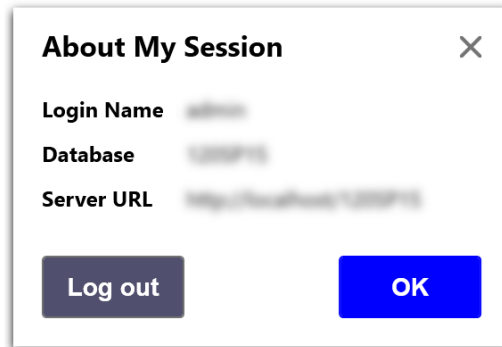 About My Session
Login Name
Database
Server URL
Log out
OK